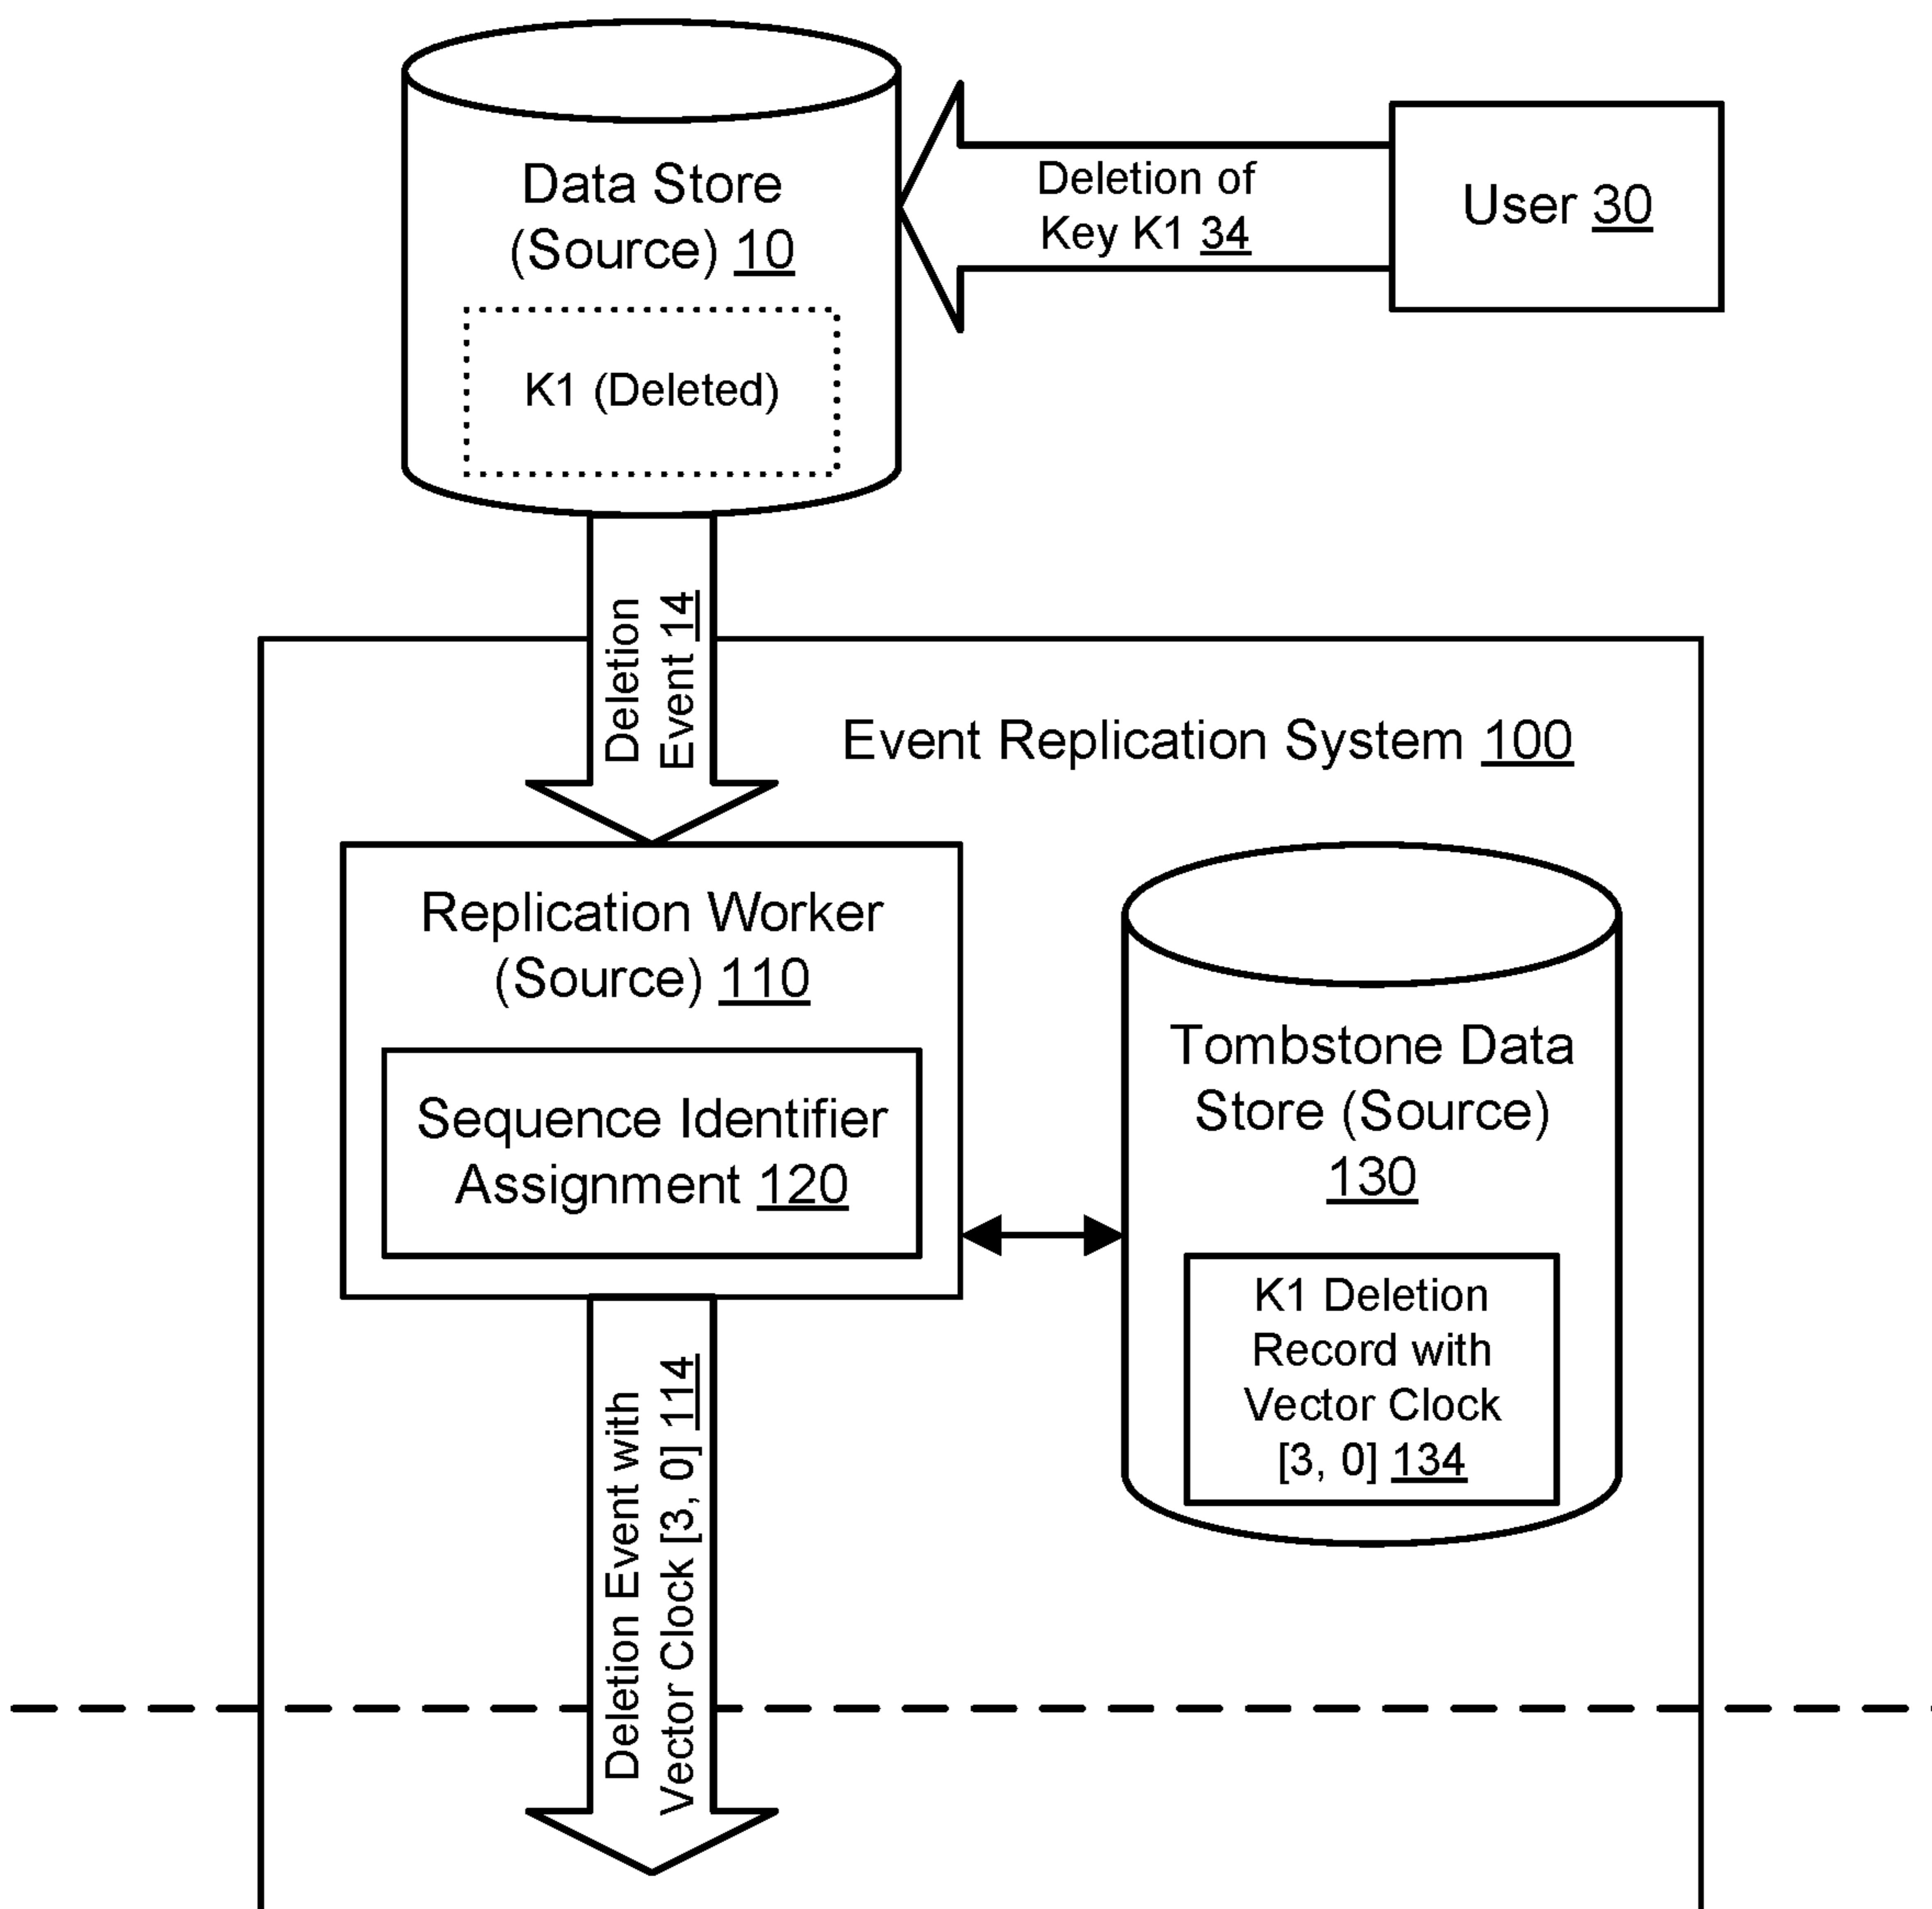 Data Store
(Source) 10
K1 (Deleted)
Deletion of
Key K1 34
User 30
Deletion
Event 14
Event Replication System 100
Replication Worker
(Source) 110
Sequence Identifier
Assignment 120
Tombstone Data
Store (Source)
130
K1 Deletion
Record with
Vector Clock
[3, 0] 134
Deletion Event with
Vector Clock [3, 0] 114